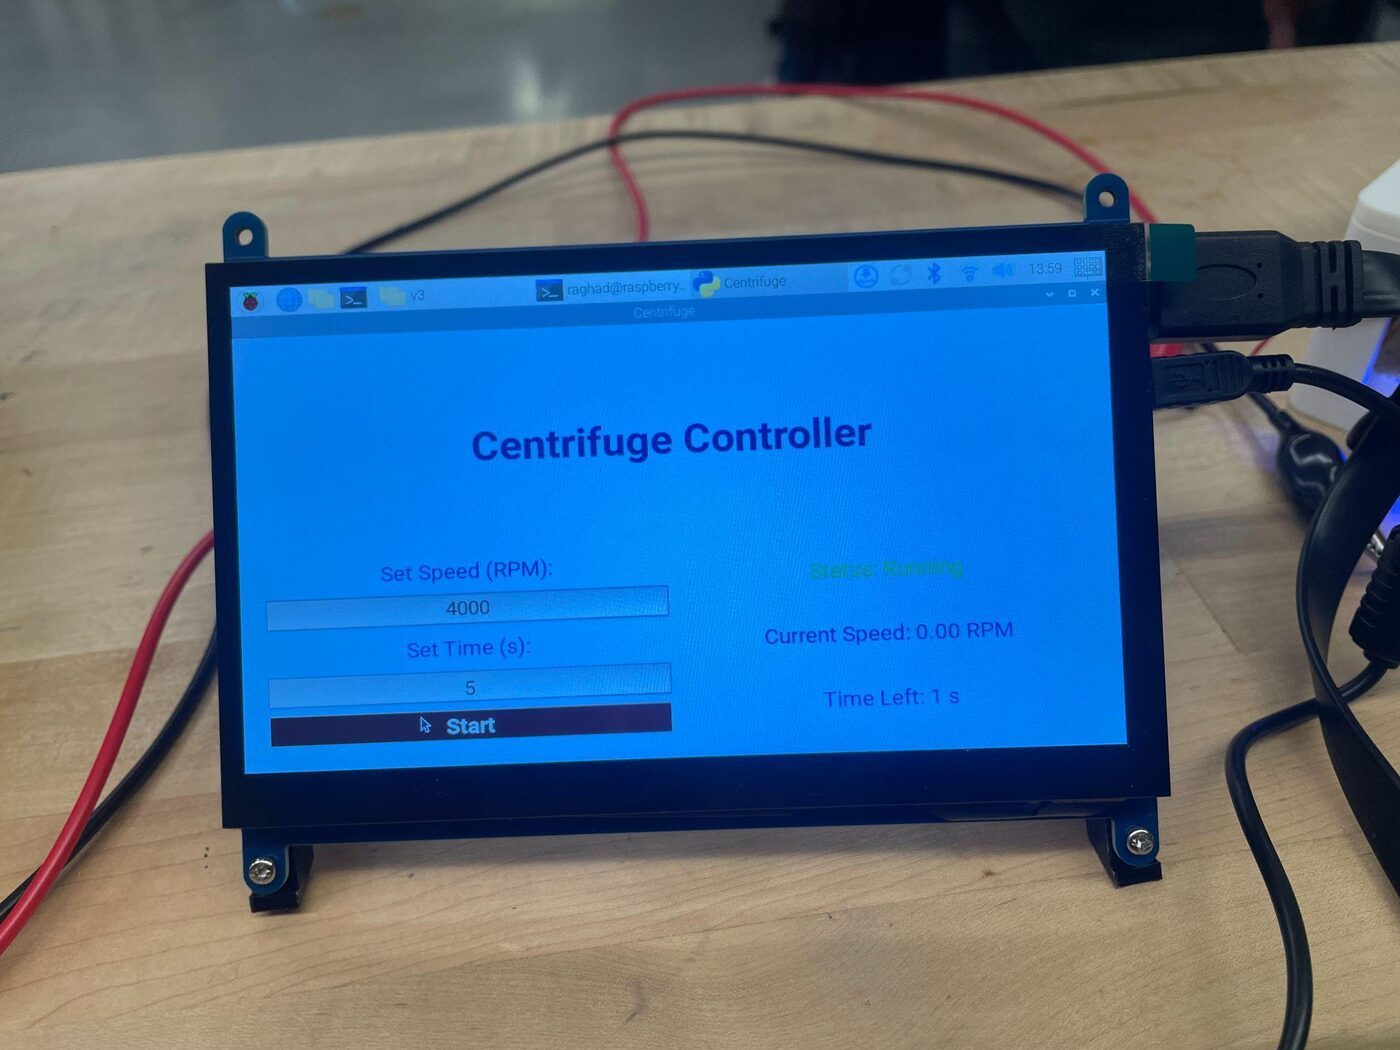 v3
raghad@raspberry..
Centrifuge
13:59
Centrifuge
Centrifuge Controller
Set Speed (RPM):
4000
Set Time (s):
5
Start
Status: Running
Current Speed: 0.00 RPM
Time Left: 1 s